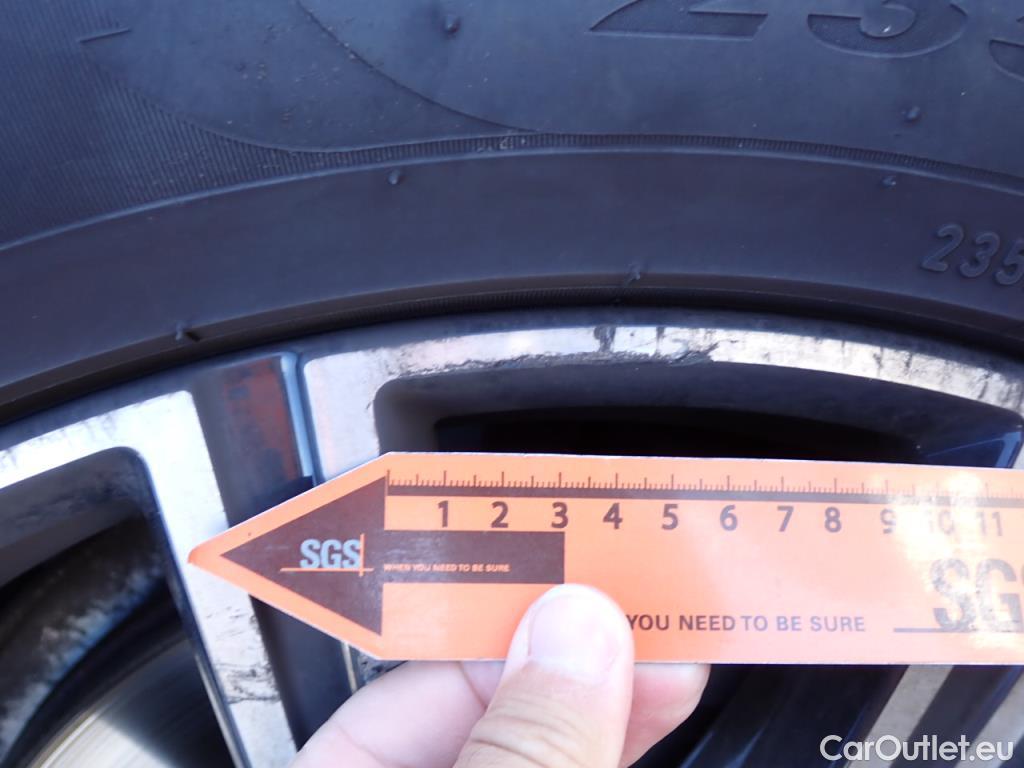 235
235
1 2 3 4 5 6 7 8 9 10 11
SGS
WHEN YOU NEED TO BE SURE
SGS
YOU NEED TO BE SURE
CarOutlet.eu